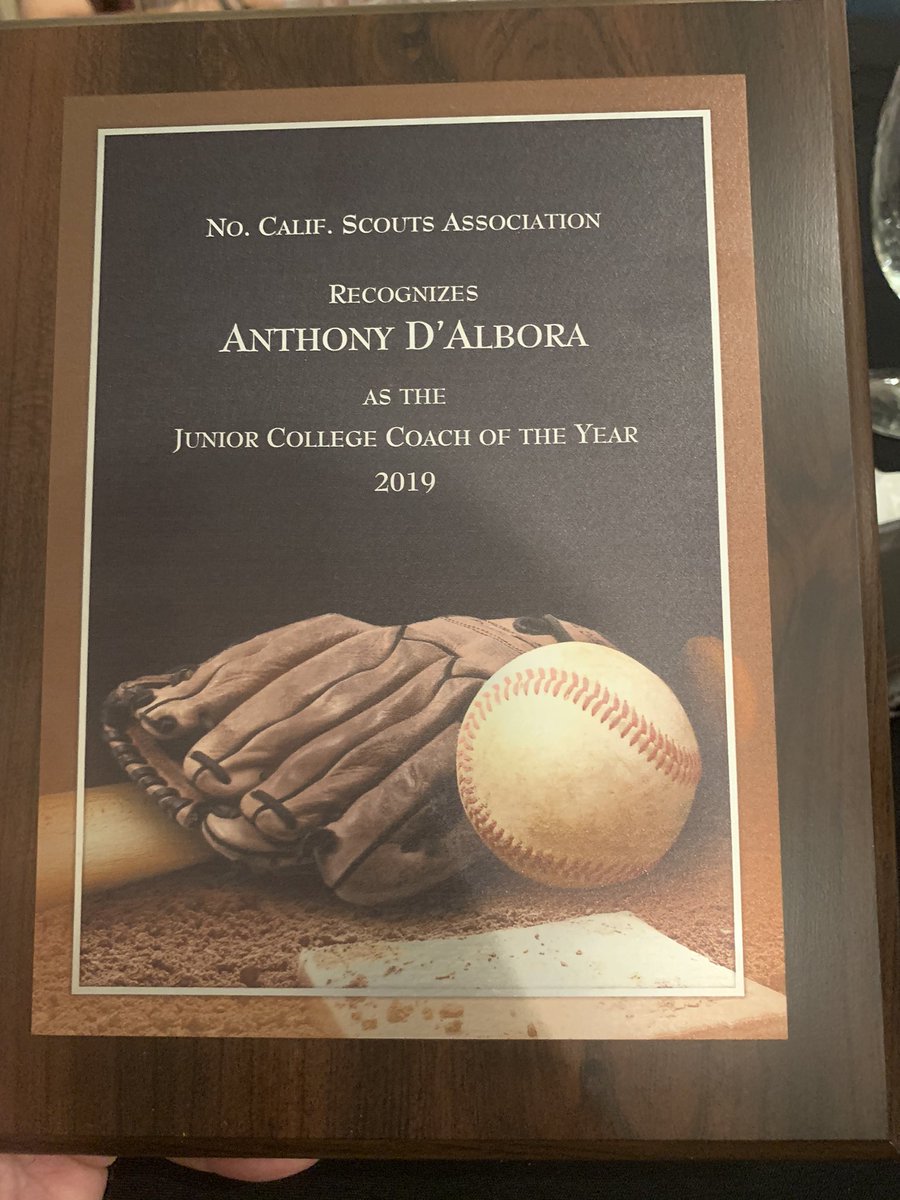 No. Calif. Scouts Association
Recognizes
Anthony D'Albora
as the
Junior College Coach of the Year
2019